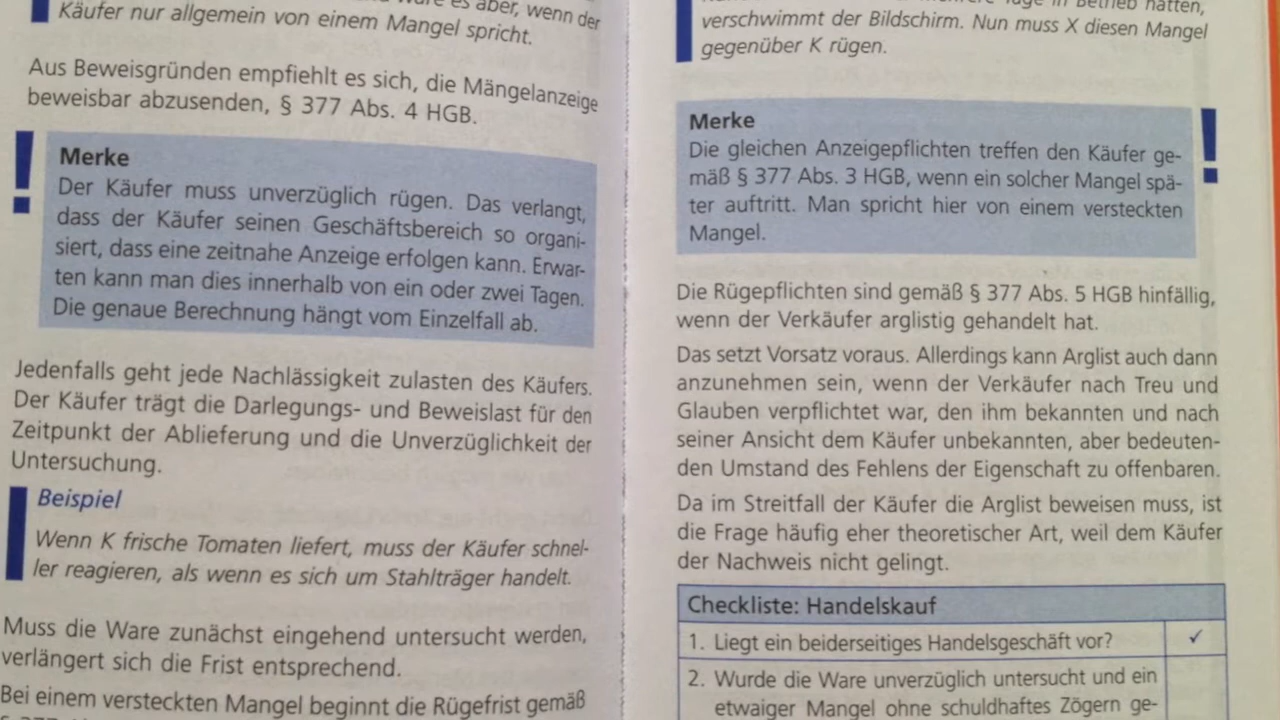 es aber, wenn der
Käufer nur allgemein von einem Mangel spricht.
Aus Beweisgründen empfiehlt es sich, die Mängelanzeige
beweisbar abzusenden, § 377 Abs. 4 HGB.
!
Merke
Der Käufer muss unverzüglich rügen. Das verlangt,
dass der Käufer seinen Geschäftsbereich so organi-
siert, dass eine zeitnahe Anzeige erfolgen kann. Erwar-
ten kann man dies innerhalb von ein oder zwei Tagen.
Die genaue Berechnung hängt vom Einzelfall ab.
Jedenfalls geht jede Nachlässigkeit zulasten des Käufers.
Der Käufer trägt die Darlegungs- und Beweislast für den
Zeitpunkt der Ablieferung und die Unverzüglichkeit der
Untersuchung.
Beispiel
Wenn K frische Tomaten liefert, muss der Käufer schnel-
ler reagieren, als wenn es sich um Stahlträger handelt.
Muss die Ware zunächst eingehend untersucht werden,
verlängert sich die Frist entsprechend.
Bei einem versteckten Mangel beginnt die Rügefrist gemäß
Tage in Betrieb hatten,
verschwimmt der Bildschirm. Nun muss X diesen Mangel
gegenüber K rügen.
Merke
!
Die gleichen Anzeigepflichten treffen den Käufer ge-
mäß § 377 Abs. 3 HGB, wenn ein solcher Mangel spä-
ter auftritt. Man spricht hier von einem versteckten
Mangel.
Die Rügepflichten sind gemäß § 377 Abs. 5 HGB hinfällig,
wenn der Verkäufer arglistig gehandelt hat.
Das setzt Vorsatz voraus. Allerdings kann Arglist auch dann
anzunehmen sein, wenn der Verkäufer nach Treu und
Glauben verpflichtet war, den ihm bekannten und nach
seiner Ansicht dem Käufer unbekannten, aber bedeuten-
den Umstand des Fehlens der Eigenschaft zu offenbaren.
Da im Streitfall der Käufer die Arglist beweisen muss, ist
die Frage häufig eher theoretischer Art, weil dem Käufer
der Nachweis nicht gelingt.
Checkliste: Handelskauf
1. Liegt ein beiderseitiges Handelsgeschäft vor? ✓
2. Wurde die Ware unverzüglich untersucht und ein
etwaiger Mangel ohne schuldhaftes Zögern ge-